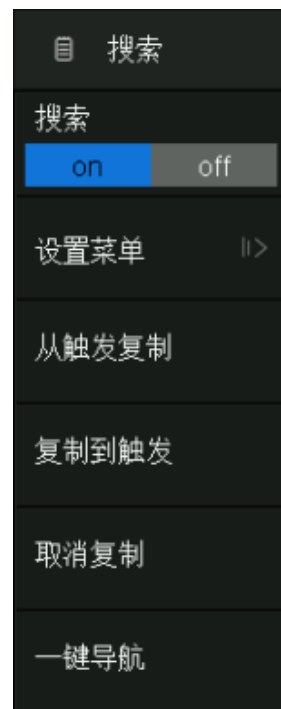 搜索
搜索
on off
设置菜单
从触发复制
复制到触发
取消复制
一键导航